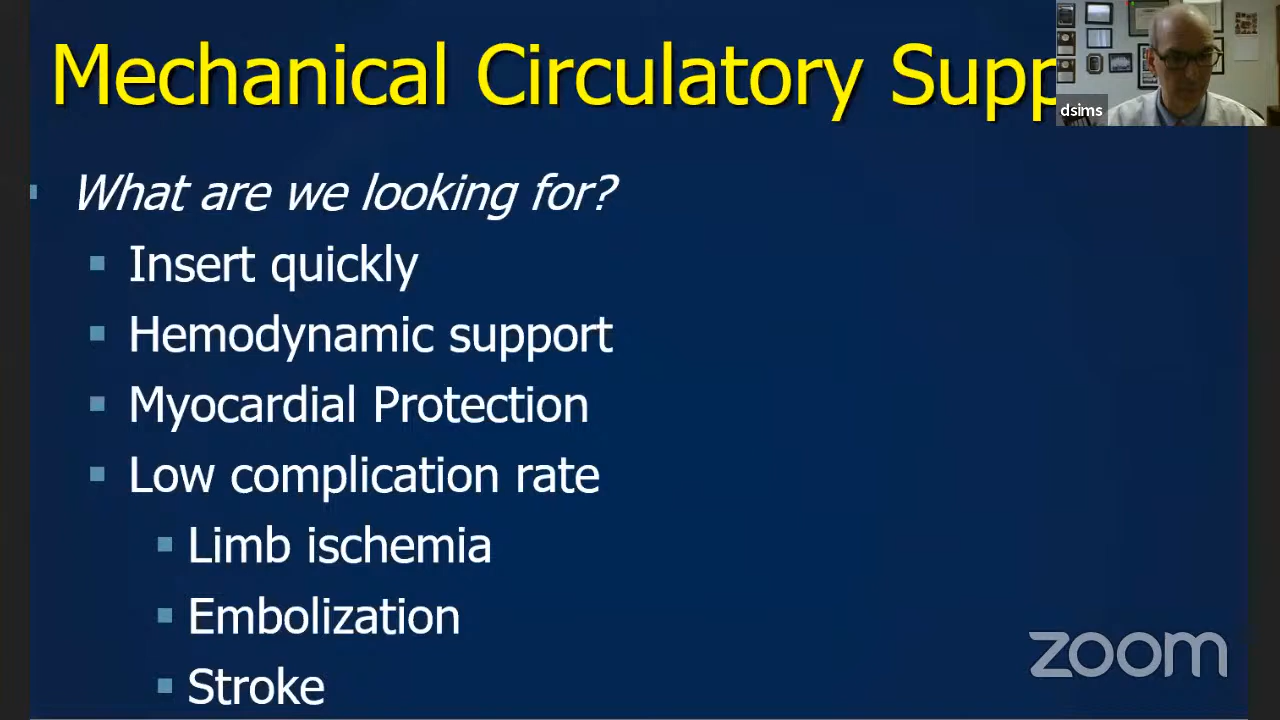 Mechanical Circulatory Supp
dsims
What are we looking for?
Insert quickly
Hemodynamic support
Myocardial Protection
Low complication rate
Limb ischemia
Embolization
Stroke
zoom